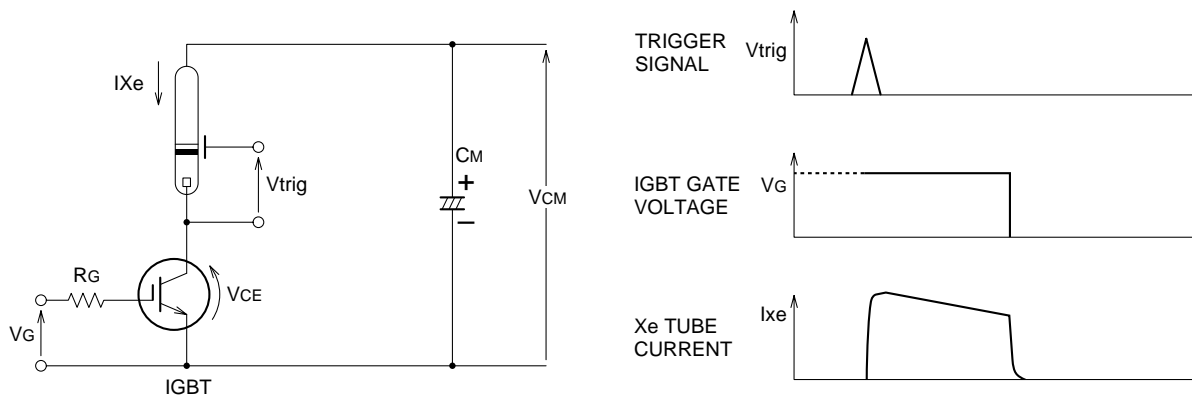 IXe
Vtrig
CM
+
−
VCM
RG
VCE
VG
IGBT
TRIGGER
SIGNAL
Vtrig
IGBT GATE
VOLTAGE
VG
Xe TUBE
CURRENT
Ixe